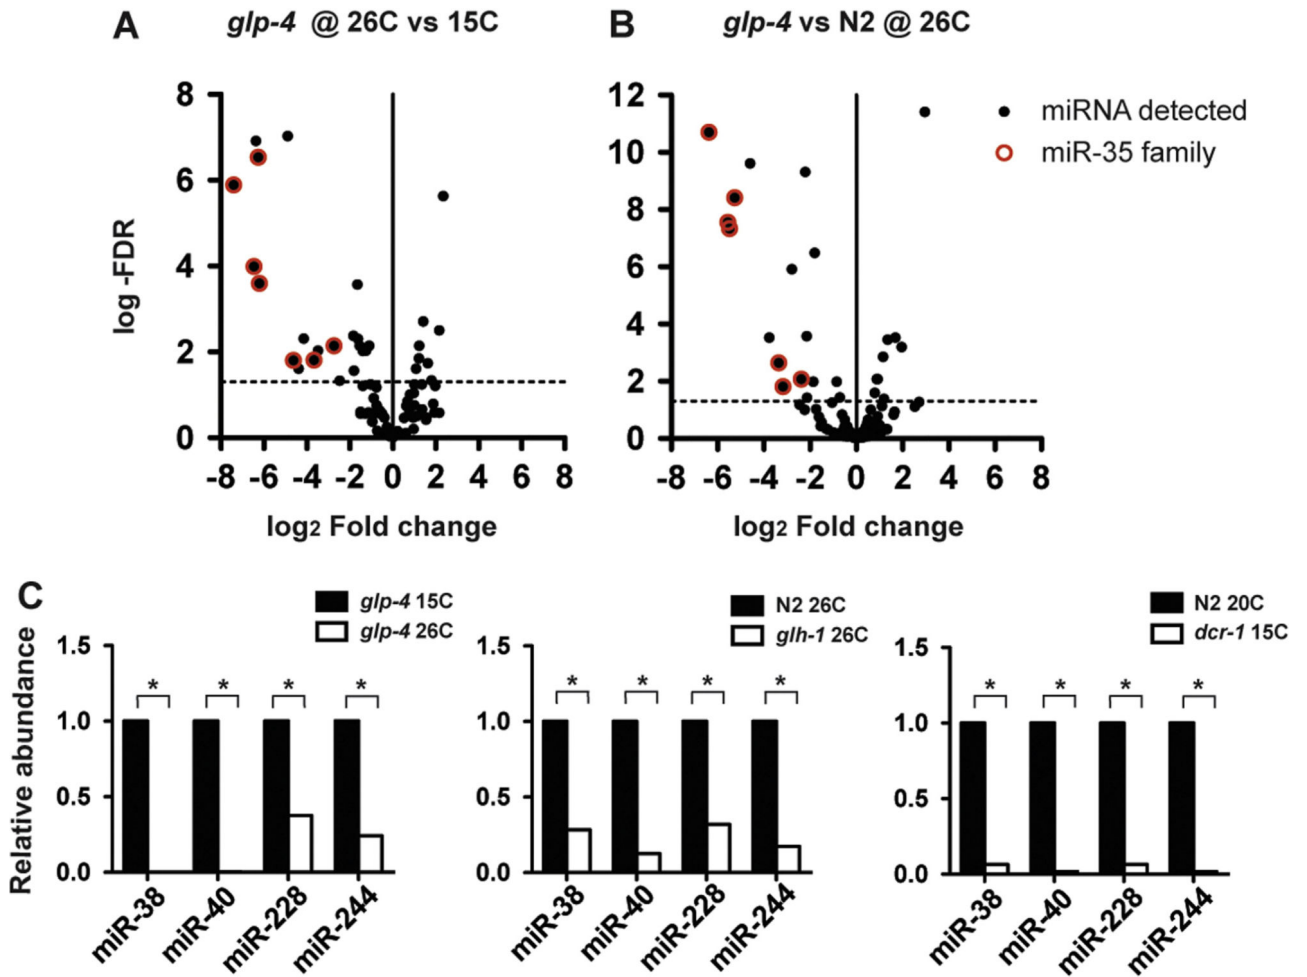 A
glp-4 @ 26C vs 15C
B
glp-4 vs N2 @ 26C
miRNA detected
miR-35 family
log -FDR
8
6
4
2
0
-8 -6 -4 -2 0 2 4 6 8
log2 Fold change
12
10
8
6
4
2
0
-8 -6 -4 -2 0 2 4 6 8
log2 Fold change
C
Relative abundance
glp-4 15C
glp-4 26C
1.5
1.0
0.5
0.0
* * * *
miR-38 miR-40 miR-228 miR-244
N2 26C
glh-1 26C
1.5
1.0
0.5
0.0
* * * *
miR-38 miR-40 miR-228 miR-244
N2 20C
dcr-1 15C
1.5
1.0
0.5
0.0
* * * *
miR-38 miR-40 miR-228 miR-244